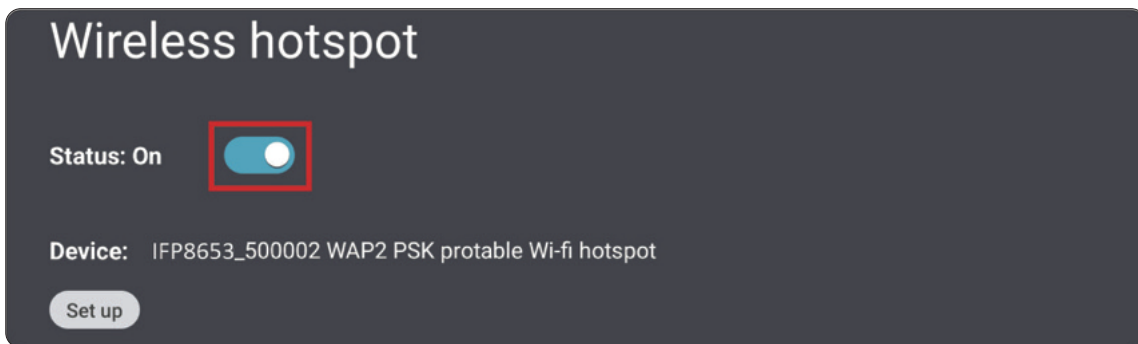 Wireless hotspot
Status: On
Device: IFP8653_500002 WAP2 PSK protable Wi-fi hotspot
Set up